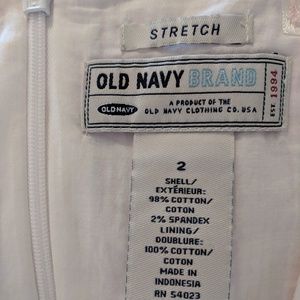 STRETCH
OLD NAVY BRAND
OLD NAVY
A PRODUCT OF THE
OLD NAVY CLOTHING CO. USA
EST. 1994
2
SHELL/
EXTÉRIEUR:
98% COTTON/
COTON
2% SPANDEX
LINING/
DOUBLURE:
100% COTTON/
COTON
MADE IN
INDONESIA
RN 54023